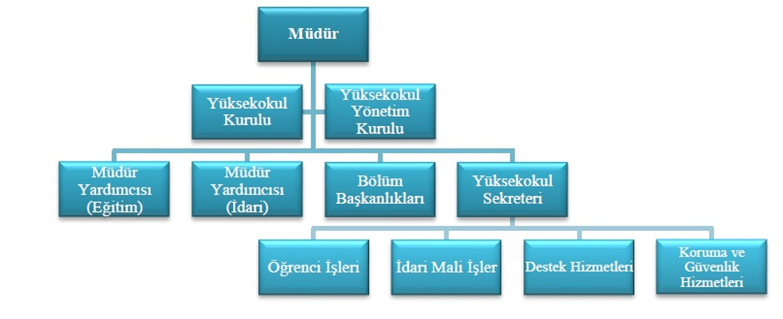 Müdür
Yüksekokul
Kurulu
Yüksekokul
Yönetim
Kurulu
Müdür
Yardımcısı
(Eğitim)
Müdür
Yardımcısı
(İdari)
Bölüm
Başkanlıkları
Yüksekokul
Sekreteri
Öğrenci İşleri
İdari Mali İşler
Destek Hizmetleri
Koruma ve
Güvenlik
Hizmetleri